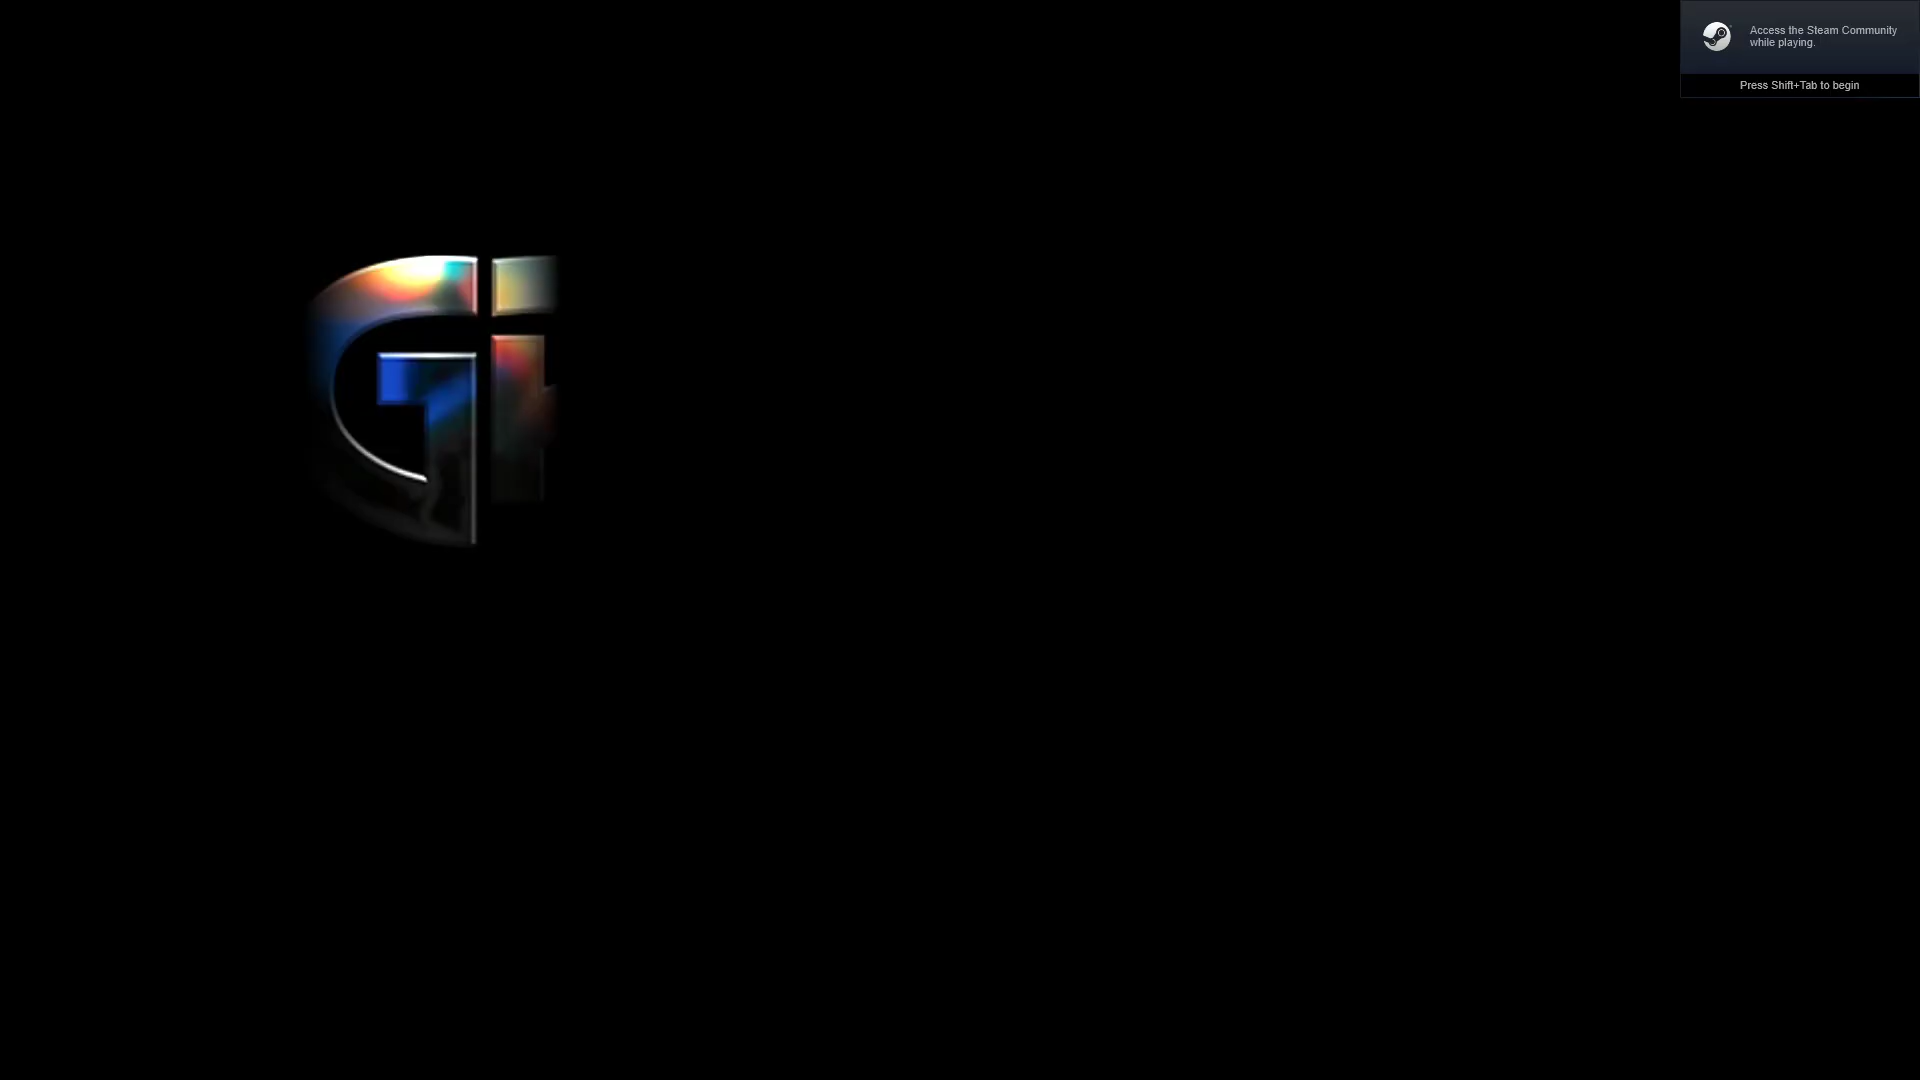 Access the Steam Community
while playing.
Press Shift+Tab to begin